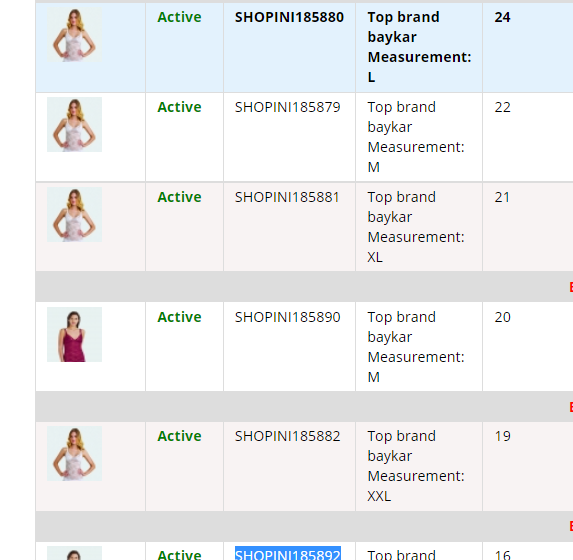 Active SHOPINI185880 Top brand 24
baykar
Measurement:
L
Active SHOPINI185879 Top brand 22
baykar
Measurement:
M
Active SHOPINI185881 Top brand 21
baykar
Measurement:
XL
Active SHOPINI185890 Top brand 20
baykar
Measurement:
M
Active SHOPINI185882 Top brand 19
baykar
Measurement:
XXL
Active SHOPINI185892 Top brand 16